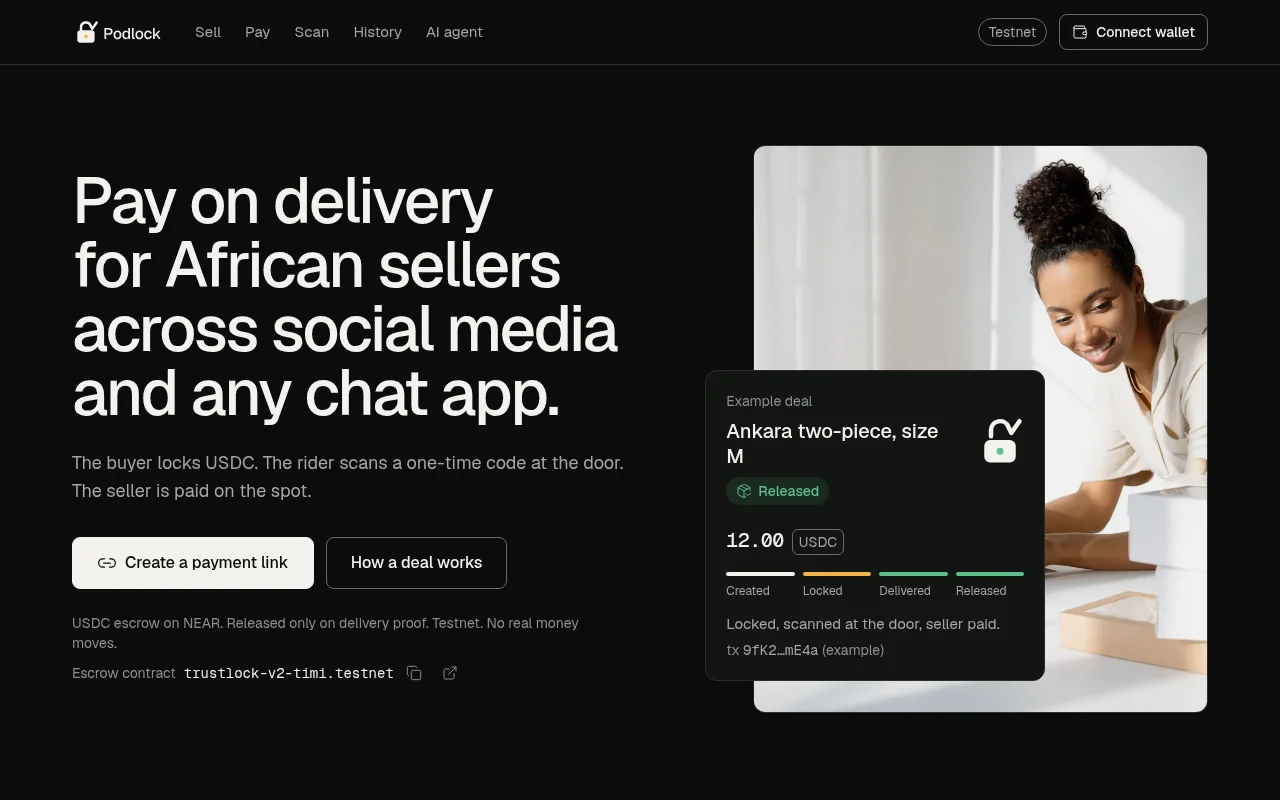 Podlock
Sell
Pay
Scan
History
AI agent
Testnet
Connect wallet
Pay on delivery
for African sellers
across social media
and any chat app.
The buyer locks USDC. The rider scans a one-time code at the door.
The seller is paid on the spot.
Create a payment link
How a deal works
USDC escrow on NEAR. Released only on delivery proof. Testnet. No real money
moves.
Escrow contract trustlock-v2-timi.testnet
Example deal
Ankara two-piece, size
M
Released
12.00 USDC
Created
Locked
Delivered
Released
Locked, scanned at the door, seller paid.
tx 9fK2…mE4a (example)